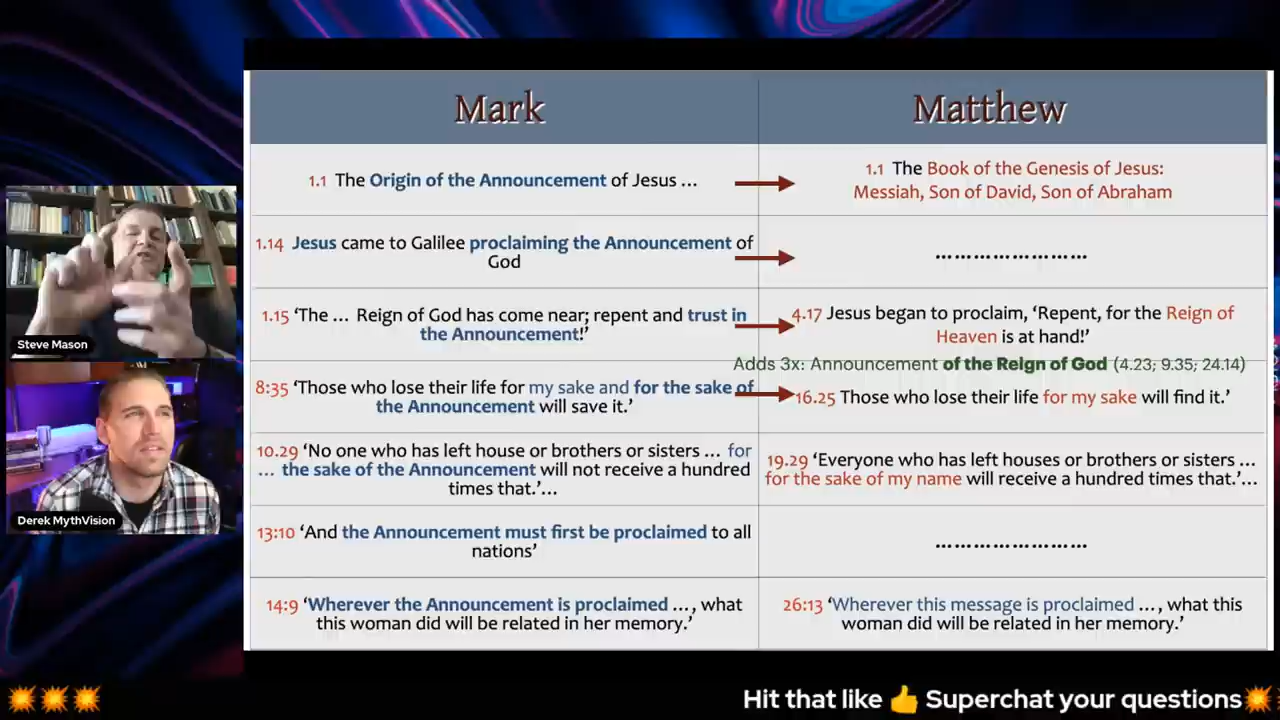 Mark
Matthew
1.1 The Origin of the Announcement of Jesus …
1.1 The Book of the Genesis of Jesus:
Messiah, Son of David, Son of Abraham
1.14 Jesus came to Galilee proclaiming the Announcement of
God
…………………
1.15 ‘The … Reign of God has come near; repent and trust in
the Announcement!’
4.17 Jesus began to proclaim, ‘Repent, for the Reign of
Heaven is at hand!’
Adds 3x: Announcement of the Reign of God (4.23; 9.35; 24.14)
8:35 ‘Those who lose their life for my sake and for the sake of
the Announcement will save it.’
16.25 Those who lose their life for my sake will find it.’
10.29 ‘No one who has left house or brothers or sisters … for
… the sake of the Announcement will not receive a hundred
times that.’…
19.29 ‘Everyone who has left houses or brothers or sisters …
for the sake of my name will receive a hundred times that.’…
13:10 ‘And the Announcement must first be proclaimed to all
nations’
…………………
14:9 ‘Wherever the Announcement is proclaimed …, what
this woman did will be related in her memory.’
26:13 ‘Wherever this message is proclaimed …, what this
woman did will be related in her memory.’
Steve Mason
Derek MythVision
💥💥💥
Hit that like 👍 Superchat your questions💥